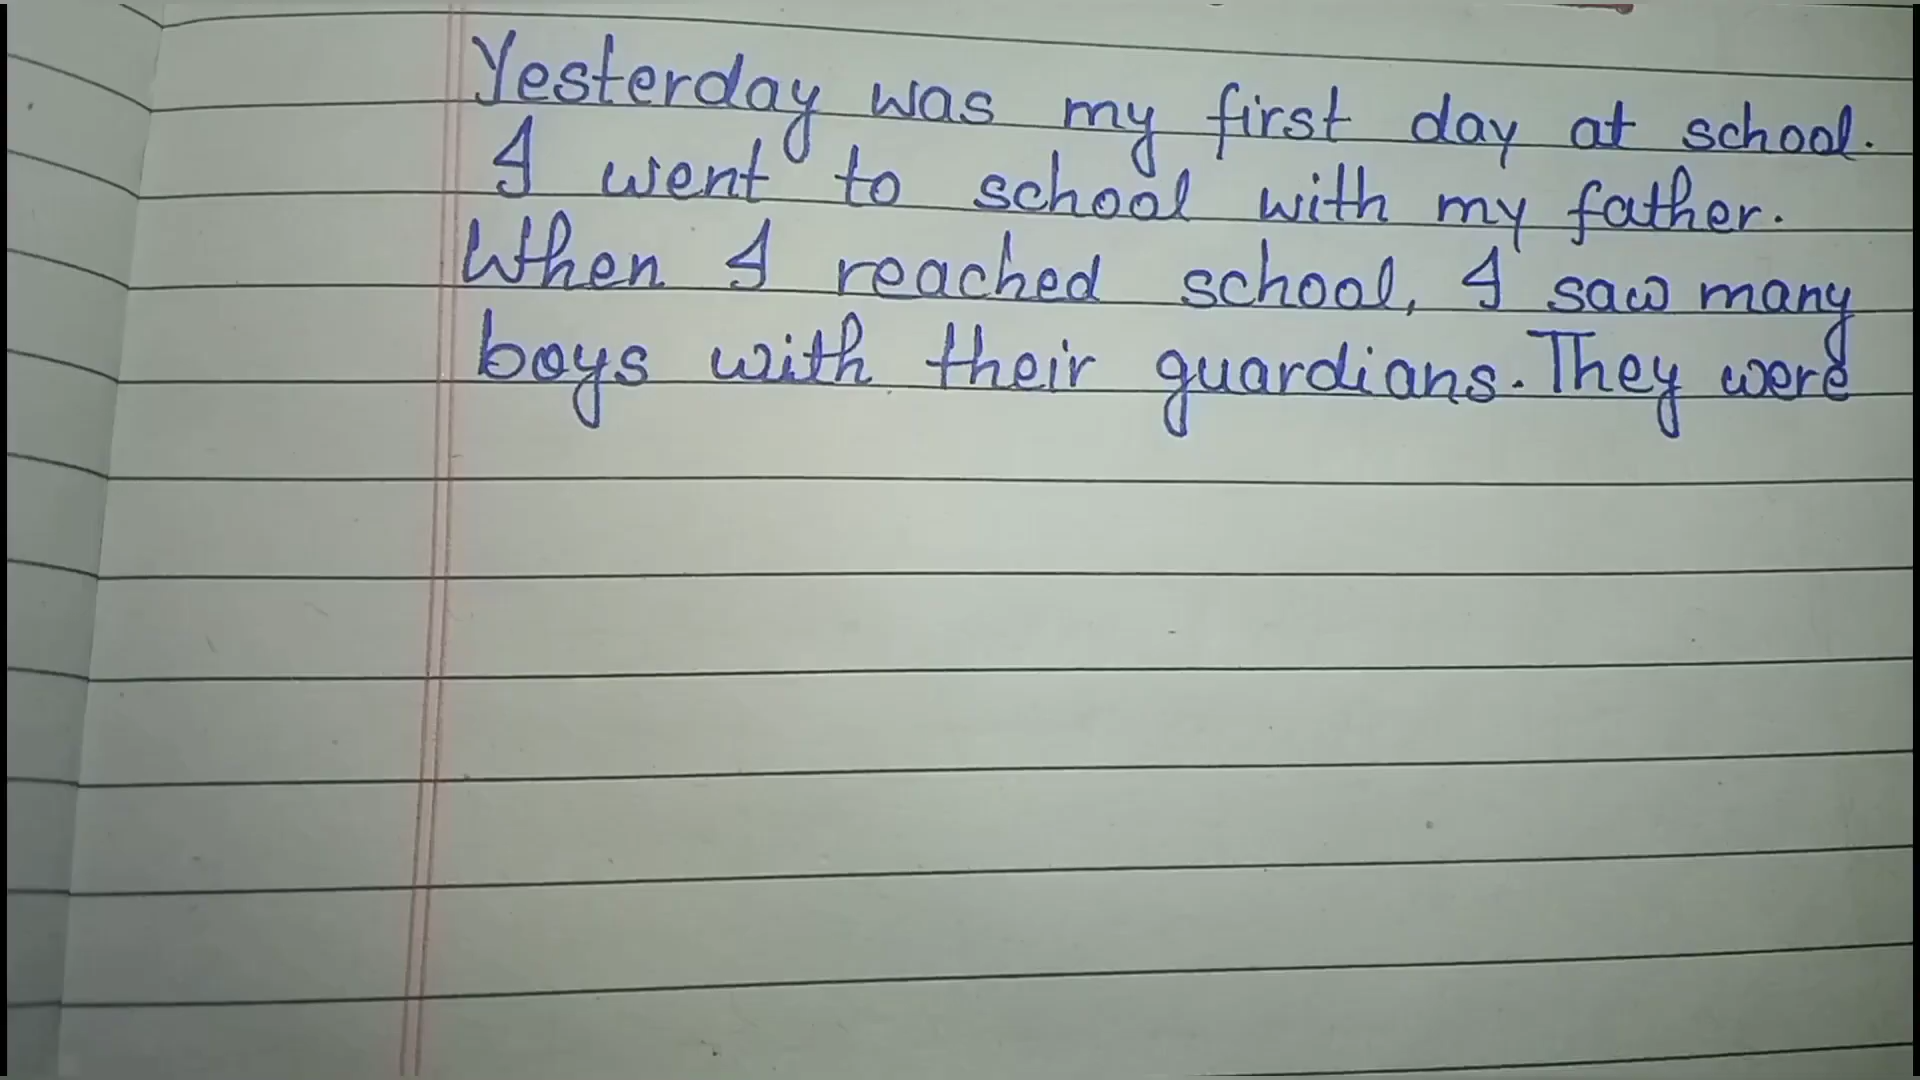 Yesterday was my first day at school.
I went to school with my father.
When I reached school, I saw many
boys with their guardians. They were